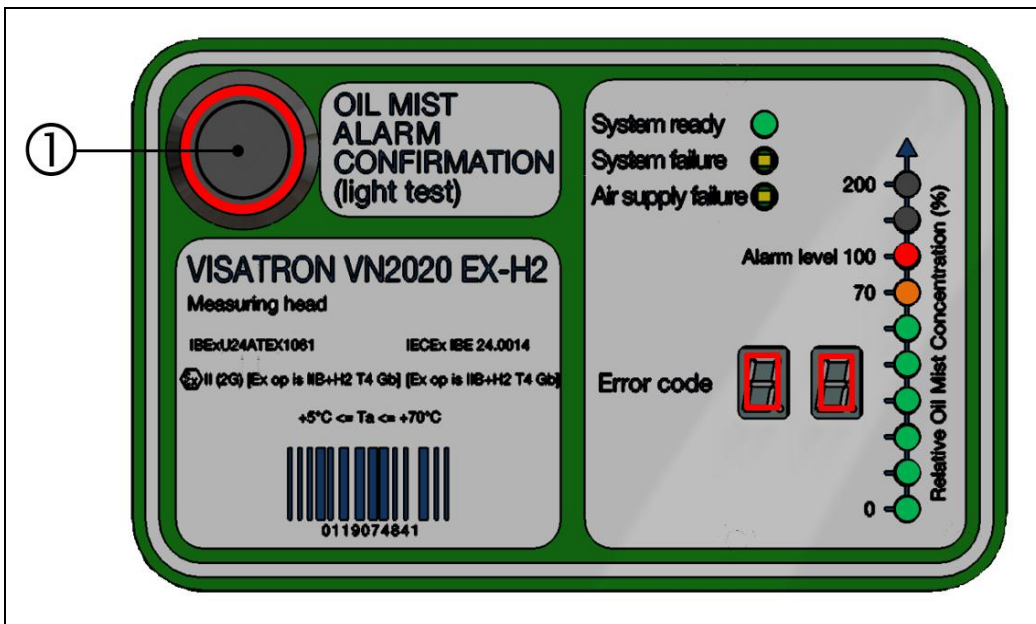 ①
OIL MIST
ALARM
CONFIRMATION
(light test)
VISATRON VN2020 EX-H2
Measuring head
IBExU24ATEX1061 IECEx IBE 24.0014
Ex II (2G) [Ex op is IIB+H2 T4 Gb] [Ex op is IIB+H2 T4 Gb]
+5°C <= Ta <= +70°C
0119074841
System ready
System failure
Air supply failure
200
Alarm level 100
70
Error code 00
0
Relative Oil Mist Concentration (%)